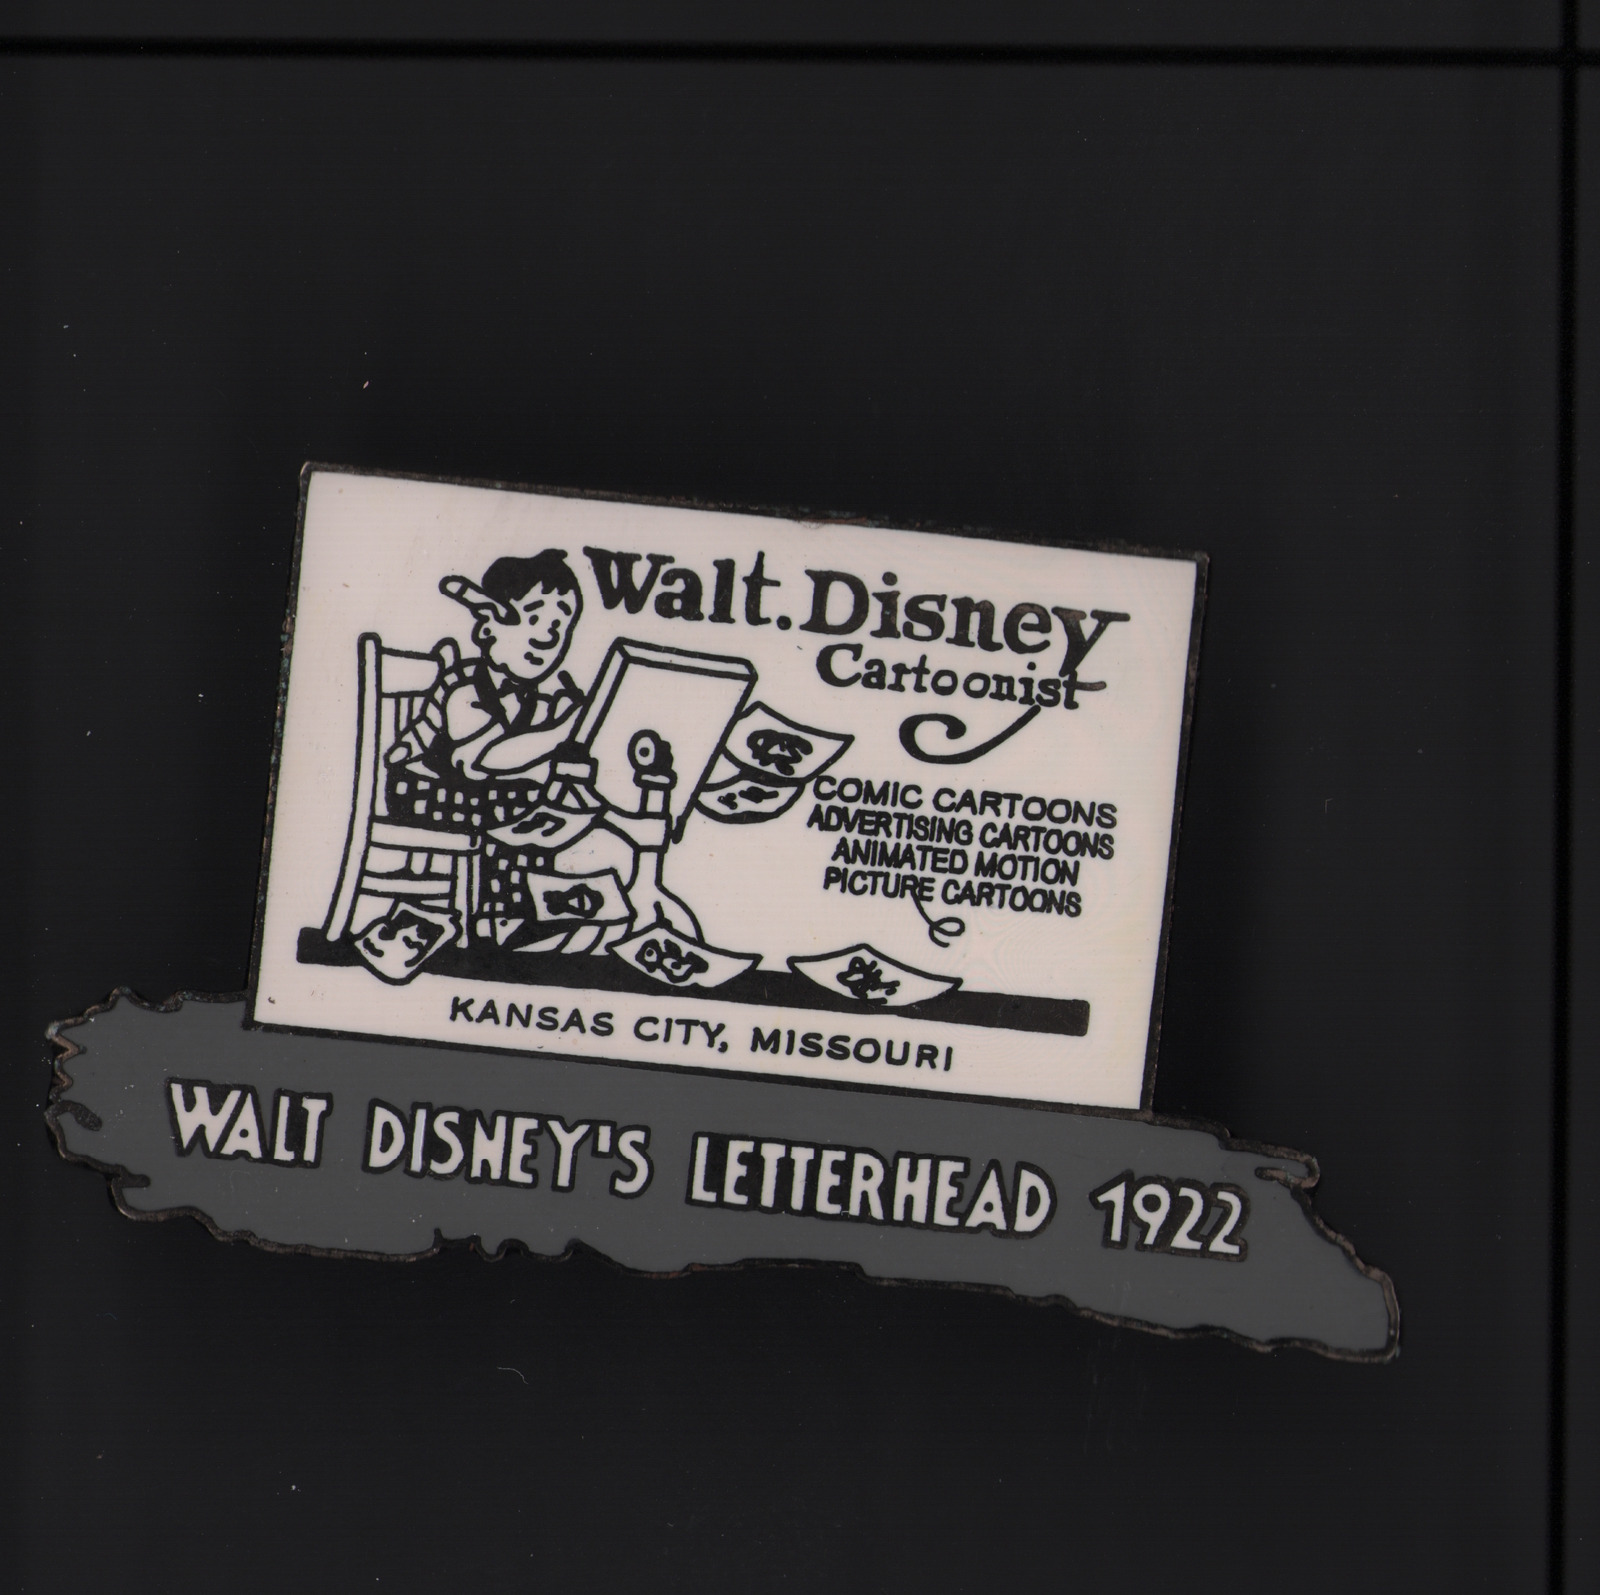 Walt. Disney
Cartoonist
COMIC CARTOONS
ADVERTISING CARTOONS
ANIMATED MOTION
PICTURE CARTOONS
KANSAS CITY, MISSOURI
WALT DISNEY'S LETTERHEAD 1922